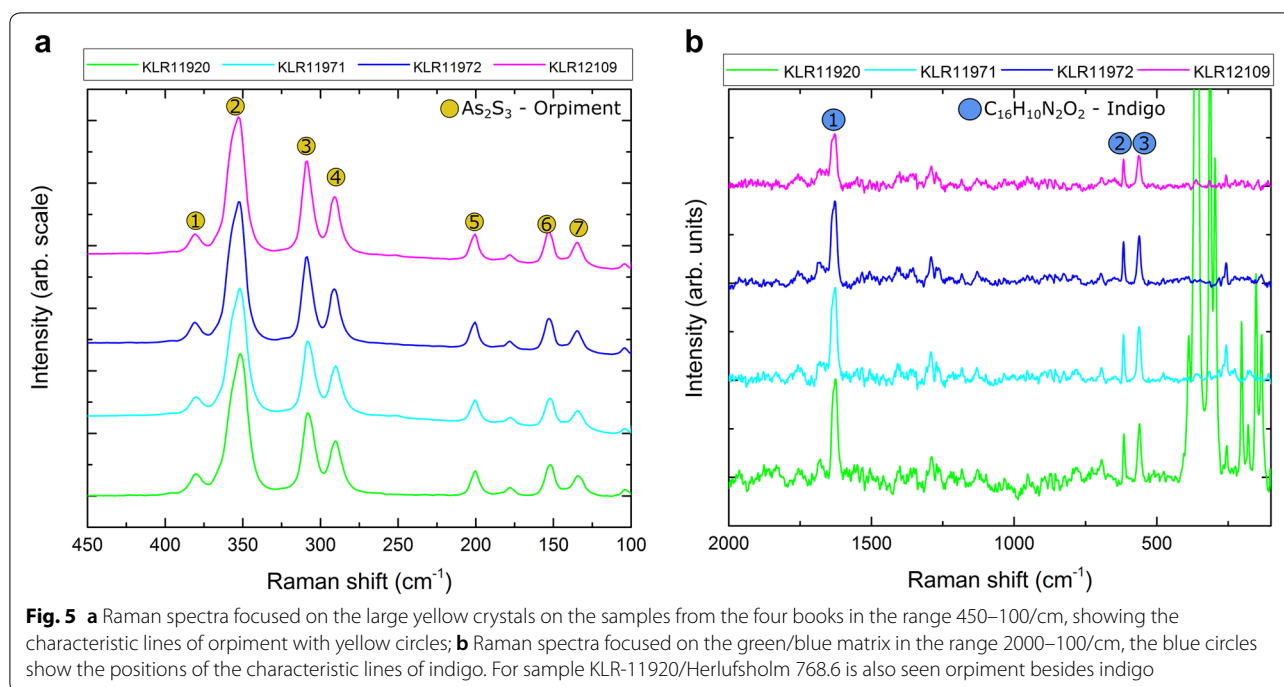 a
KLR11920 KLR11971 KLR11972 KLR12109
As₂S₃ - Orpiment
1 2 3 4 5 6 7
Intensity (arb. scale)
450 400 350 300 250 200 150 100
Raman shift (cm⁻¹)
b
KLR11920 KLR11971 KLR11972 KLR12109
C₁₆H₁₀N₂O₂ - Indigo
1 2 3
Intensity (arb. units)
2000 1500 1000 500
Raman shift (cm⁻¹)
Fig. 5 a Raman spectra focused on the large yellow crystals on the samples from the four books in the range 450–100/cm, showing the
characteristic lines of orpiment with yellow circles; b Raman spectra focused on the green/blue matrix in the range 2000–100/cm, the blue circles
show the positions of the characteristic lines of indigo. For sample KLR-11920/Herlufsholm 768.6 is also seen orpiment besides indigo